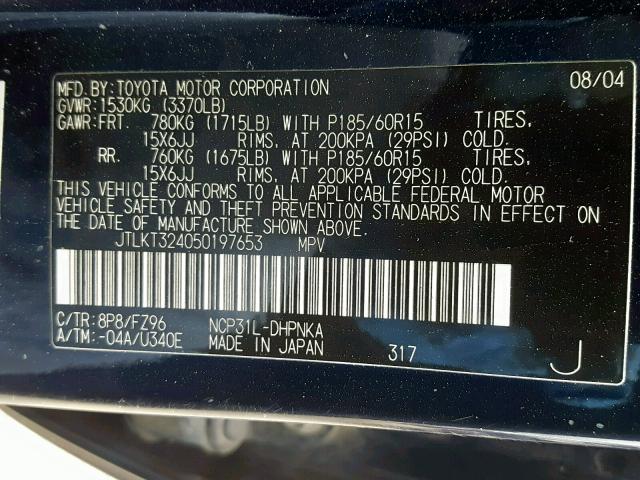 MFD.BY:TOYOTA MOTOR CORPORATION 08/04
GVWR:1530KG (3370LB)
GAWR:FRT. 780KG (1715LB) WITH P185/60R15 TIRES,
15X6JJ RIMS, AT 200KPA (29PSI) COLD.
RR. 760KG (1675LB) WITH P185/60R15 TIRES,
15X6JJ RIMS, AT 200KPA (29PSI) COLD.
THIS VEHICLE CONFORMS TO ALL APPLICABLE FEDERAL MOTOR
VEHICLE SAFETY AND THEFT PREVENTION STANDARDS IN EFFECT ON
THE DATE OF MANUFACTURE SHOWN ABOVE.
JTLKT324050197653 MPV
C/TR:8P8/FZ96 NCP31L-DHPNKA
A/TM:-04A/U340E MADE IN JAPAN 317 J